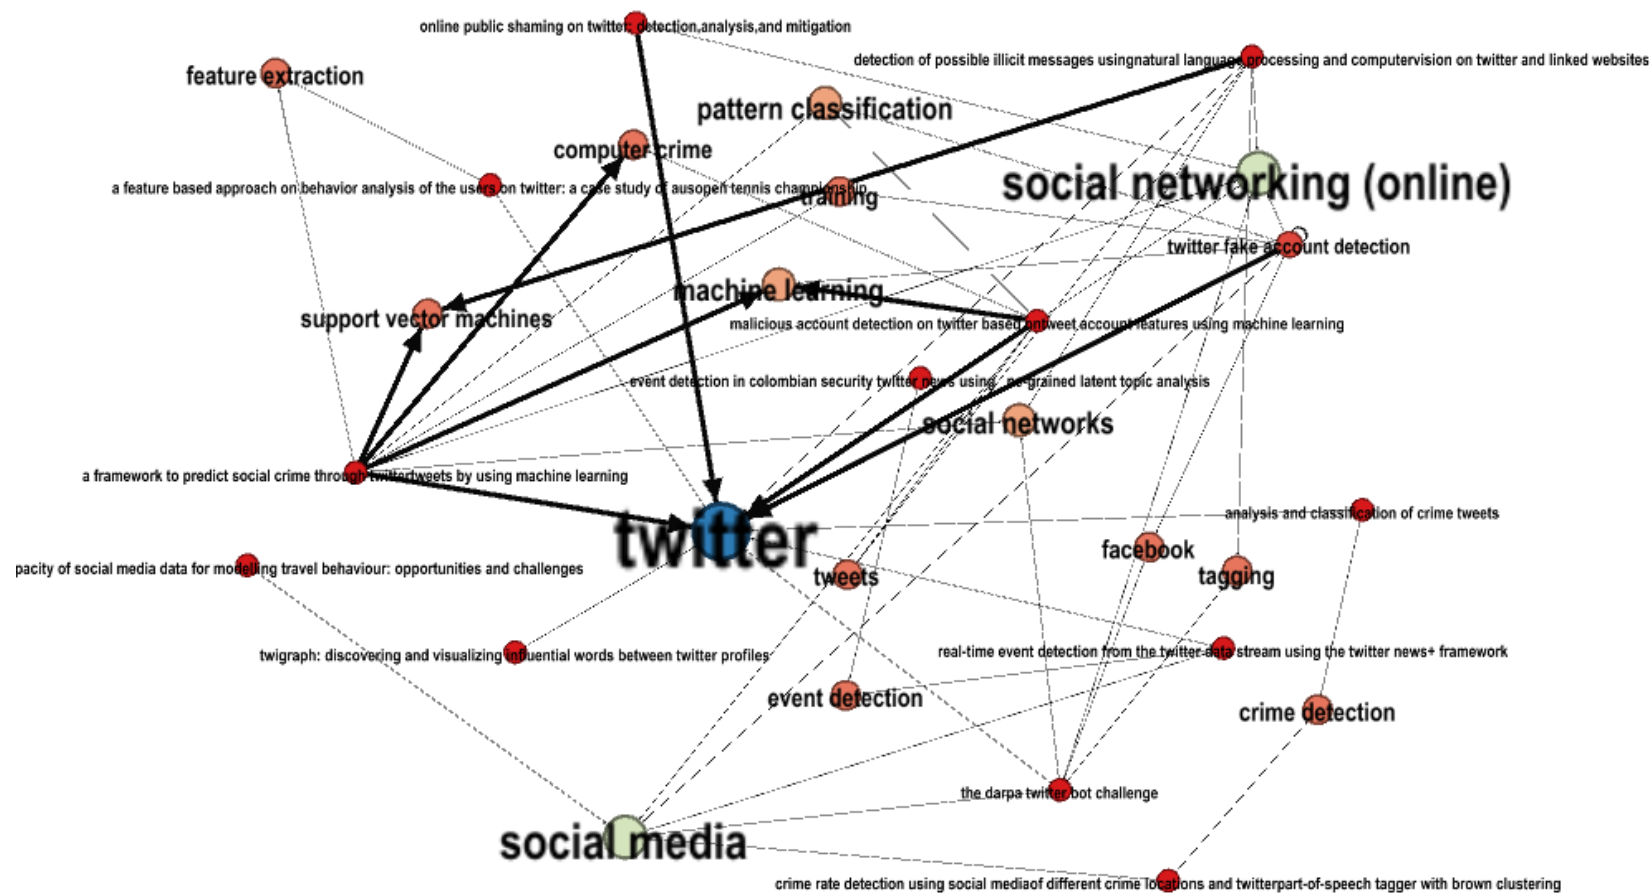 online public shaming on twitter: detection,analysis,and mitigation
detection of possible illicit messages usingnatural language processing and computervision on twitter and linked websites
feature extraction
pattern classification
computer crime
a feature based approach on behavior analysis of the users on twitter: a case study of ausopen tennis championship
training
social networking (online)
twitter fake account detection
machine learning
support vector machines
malicious account detection on twitter based ontweet account features using machine learning
event detection in colombian security twitter news using grained latent topic analysis
social networks
a framework to predict social crime through twittertweets by using machine learning
analysis and classification of crime tweets
twitter
facebook
tweets
tagging
pacity of social media data for modelling travel behaviour: opportunities and challenges
twigraph: discovering and visualizing influential words between twitter profiles
real-time event detection from the twitter data stream using the twitter news+ framework
event detection
crime detection
the darpa twitter bot challenge
social media
crime rate detection using social mediaof different crime locations and twitterpart-of-speech tagger with brown clustering